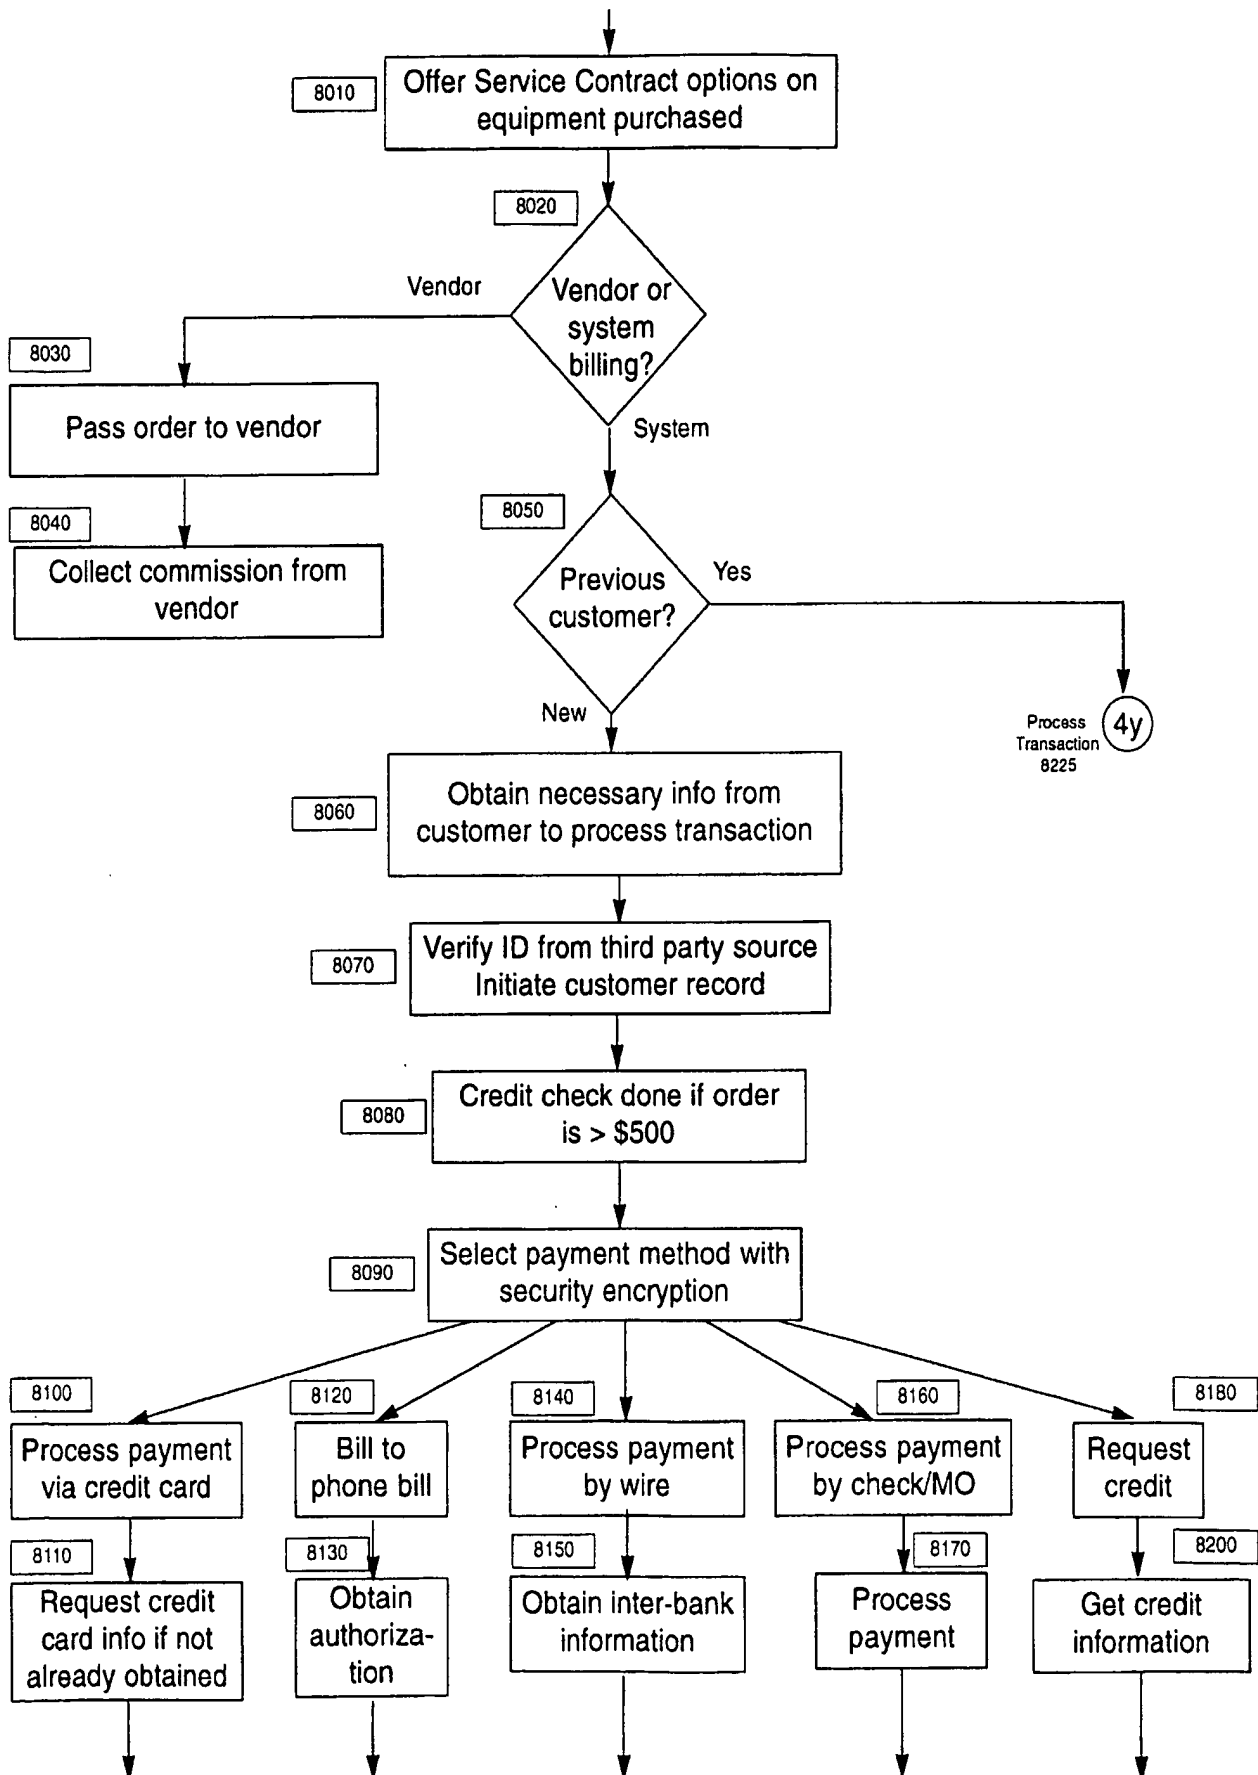 8010
Offer Service Contract options on
equipment purchased
8020
Vendor
Vendor or
system
billing?
8030
Pass order to vendor
System
8040
Collect commission from
vendor
8050
Previous
customer?
Yes
New
Process
Transaction
8225
4y
8060
Obtain necessary info from
customer to process transaction
8070
Verify ID from third party source
Initiate customer record
8080
Credit check done if order
is > $500
8090
Select payment method with
security encryption
8100
Process payment
via credit card
8120
Bill to
phone bill
8140
Process payment
by wire
8160
Process payment
by check/MO
8180
Request
credit
8110
Request credit
card info if not
already obtained
8130
Obtain
authoriza-
tion
8150
Obtain inter-bank
information
8170
Process
payment
8200
Get credit
information